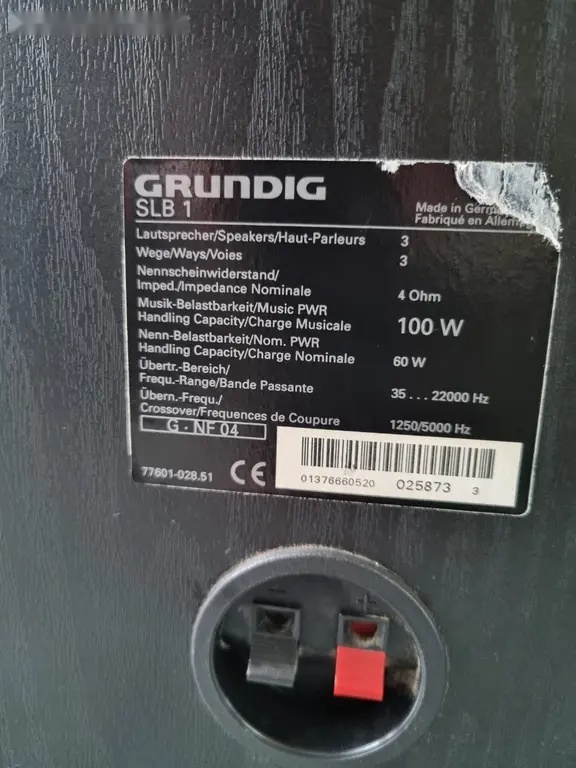 GRUNDIG
SLB 1
Made in
Fabriqué en
Lautsprecher/Speakers/Haut-Parleurs 3
Wege/Ways/Voies 3
Nennscheinwiderstand/
Imped./Impedance Nominale 4 Ohm
Musik-Belastbarkeit/Music PWR
Handling Capacity/Charge Musicale 100 W
Nenn-Belastbarkeit/Nom. PWR
Handling Capacity/Charge Nominale 60 W
Übertr.-Bereich/
Frequ.-Range/Bande Passante 35 ... 22000 Hz
Übern.-Frequ./
Crossover/Frequences de Coupure 1250/5000 Hz
G · NF 04
77601-028.51 CE
01376660520 025873 3
- +